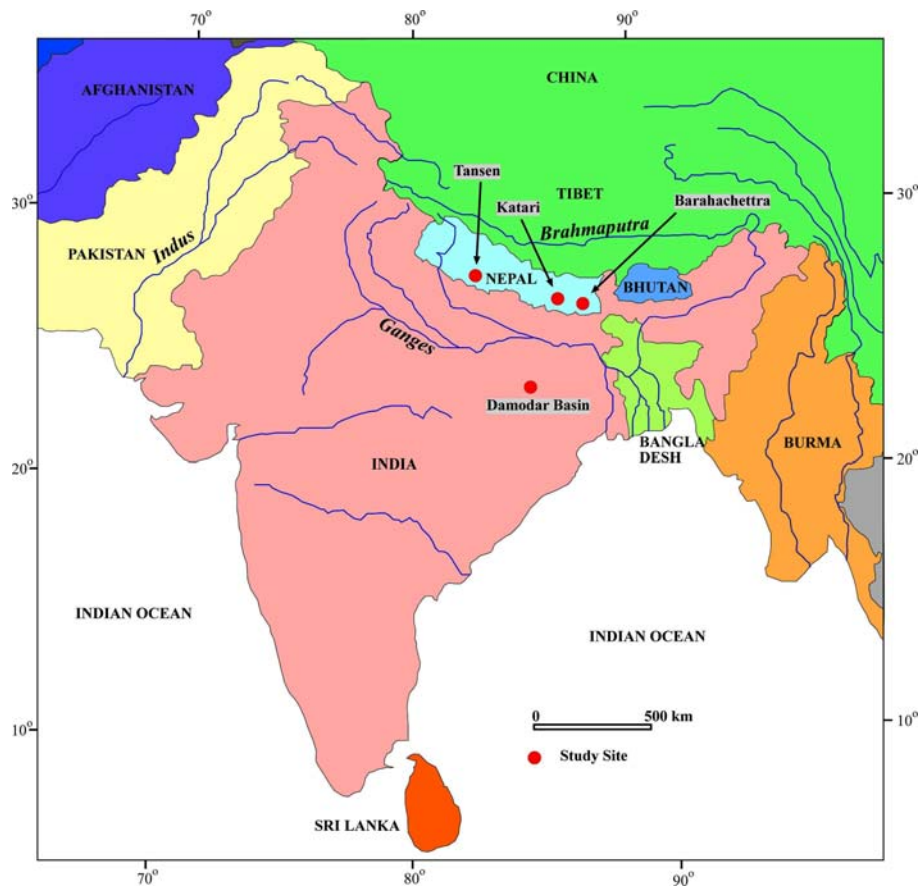 70°
80°
90°
CHINA
AFGHANISTAN
Tansen
Katari
TIBET
Barahachettra
30°
30°
Brahmaputra
Indus
PAKISTAN
NEPAL
BHUTAN
Ganges
Damodar Basin
BANGLA
DESH
BURMA
INDIA
20°
20°
INDIAN OCEAN
INDIAN OCEAN
0 500 km
10°
10°
Study Site
SRI LANKA
70°
80°
90°